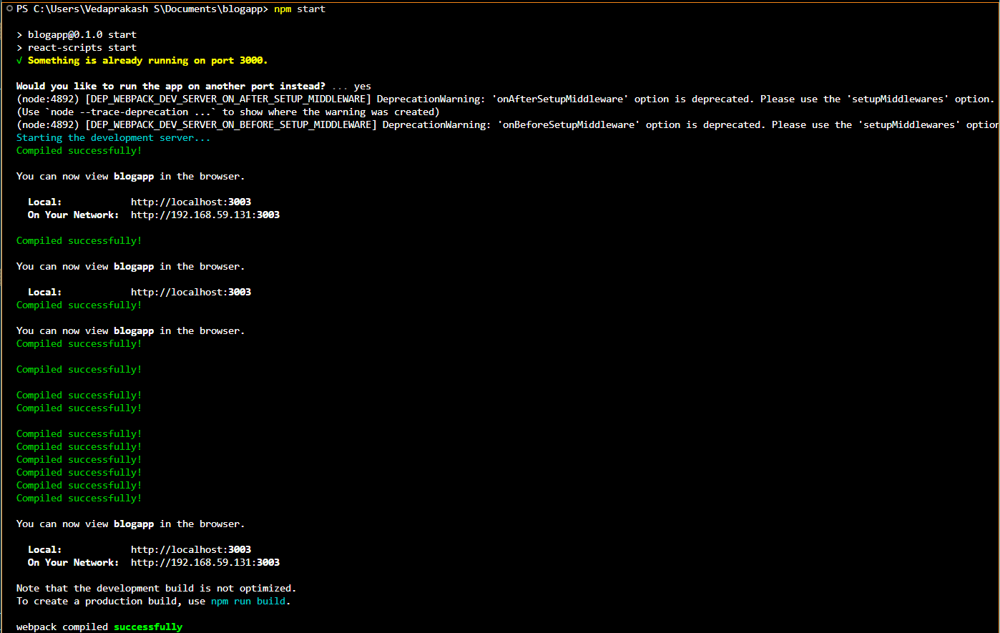 PS C:\Users\Vedaprakash S\Documents\blogapp> npm start
> blogapp@0.1.0 start
> react-scripts start
√ Something is already running on port 3000.
Would you like to run the app on another port instead? ... yes
(node:4892) [DEP_WEBPACK_DEV_SERVER_ON_AFTER_SETUP_MIDDLEWARE] DeprecationWarning: 'onAfterSetupMiddleware' option is deprecated. Please use the 'setupMiddlewares' option.
(Use `node --trace-deprecation ...` to show where the warning was created)
(node:4892) [DEP_WEBPACK_DEV_SERVER_ON_BEFORE_SETUP_MIDDLEWARE] DeprecationWarning: 'onBeforeSetupMiddleware' option is deprecated. Please use the 'setupMiddlewares' option
Starting the development server...
Compiled successfully!
You can now view blogapp in the browser.
Local: http://localhost:3003
On Your Network: http://192.168.59.131:3003
Compiled successfully!
You can now view blogapp in the browser.
Local: http://localhost:3003
Compiled successfully!
You can now view blogapp in the browser.
Compiled successfully!
Compiled successfully!
Compiled successfully!
Compiled successfully!
Compiled successfully!
Compiled successfully!
Compiled successfully!
Compiled successfully!
Compiled successfully!
Compiled successfully!
You can now view blogapp in the browser.
Local: http://localhost:3003
On Your Network: http://192.168.59.131:3003
Note that the development build is not optimized.
To create a production build, use npm run build.
webpack compiled successfully